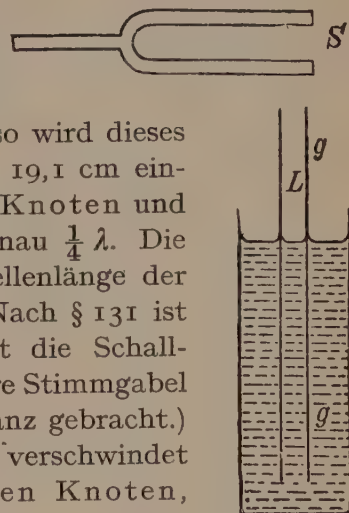 S
so wird dieses
19,1 cm ein-
Knoten und
nau ¼ λ. Die
ellenlänge der
Nach § 131 ist
t die Schall-
re Stimmgabel
anz gebracht.)
verschwindet
en Knoten,
g
L
g